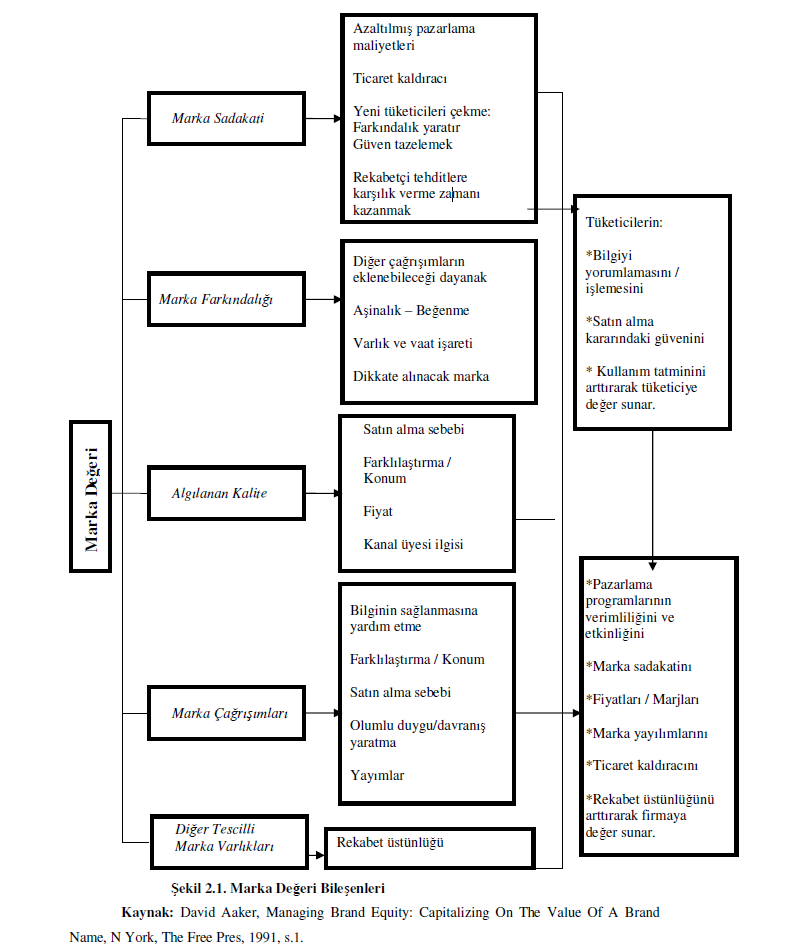 Azaltılmış pazarlama
maliyetleri
Ticaret kaldıracı
Yeni tüketicileri çekme:
Farkındalık yaratır
Güven tazelemek
Rekabetçi tehditlere
karşılık verme zamanı
kazanmak
Marka Sadakati
Tüketicilerin:
*Bilgiyi
yorumlamasını /
işlemesini
*Satın alma
kararındaki güvenini
* Kullanım tatminini
arttırarak tüketiciye
değer sunar.
Marka Farkındalığı
Diğer çağrışımların
eklenebileceği dayanak
Aşinalık – Beğenme
Varlık ve vaat işareti
Dikkate alınacak marka
Marka Değeri
Algılanan Kalite
Satın alma sebebi
Farklılaştırma /
Konum
Fiyat
Kanal üyesi ilgisi
Marka Çağrışımları
Bilginin sağlanmasına
yardım etme
Farklılaştırma / Konum
Satın alma sebebi
Olumlu duygu/davranış
yaratma
Yayımlar
*Pazarlama
programlarının
verimliliğini ve
etkinliğini
*Marka sadakatini
*Fiyatları / Marjları
*Marka yayılımlarını
*Ticaret kaldıracını
*Rekabet üstünlüğünü
arttırarak firmaya
değer sunar.
Diğer Tescilli
Marka Varlıkları
Rekabet üstünlüğü
Şekil 2.1. Marka Değeri Bileşenleri
Kaynak: David Aaker, Managing Brand Equity: Capitalizing On The Value Of A Brand
Name, N York, The Free Pres, 1991, s.1.